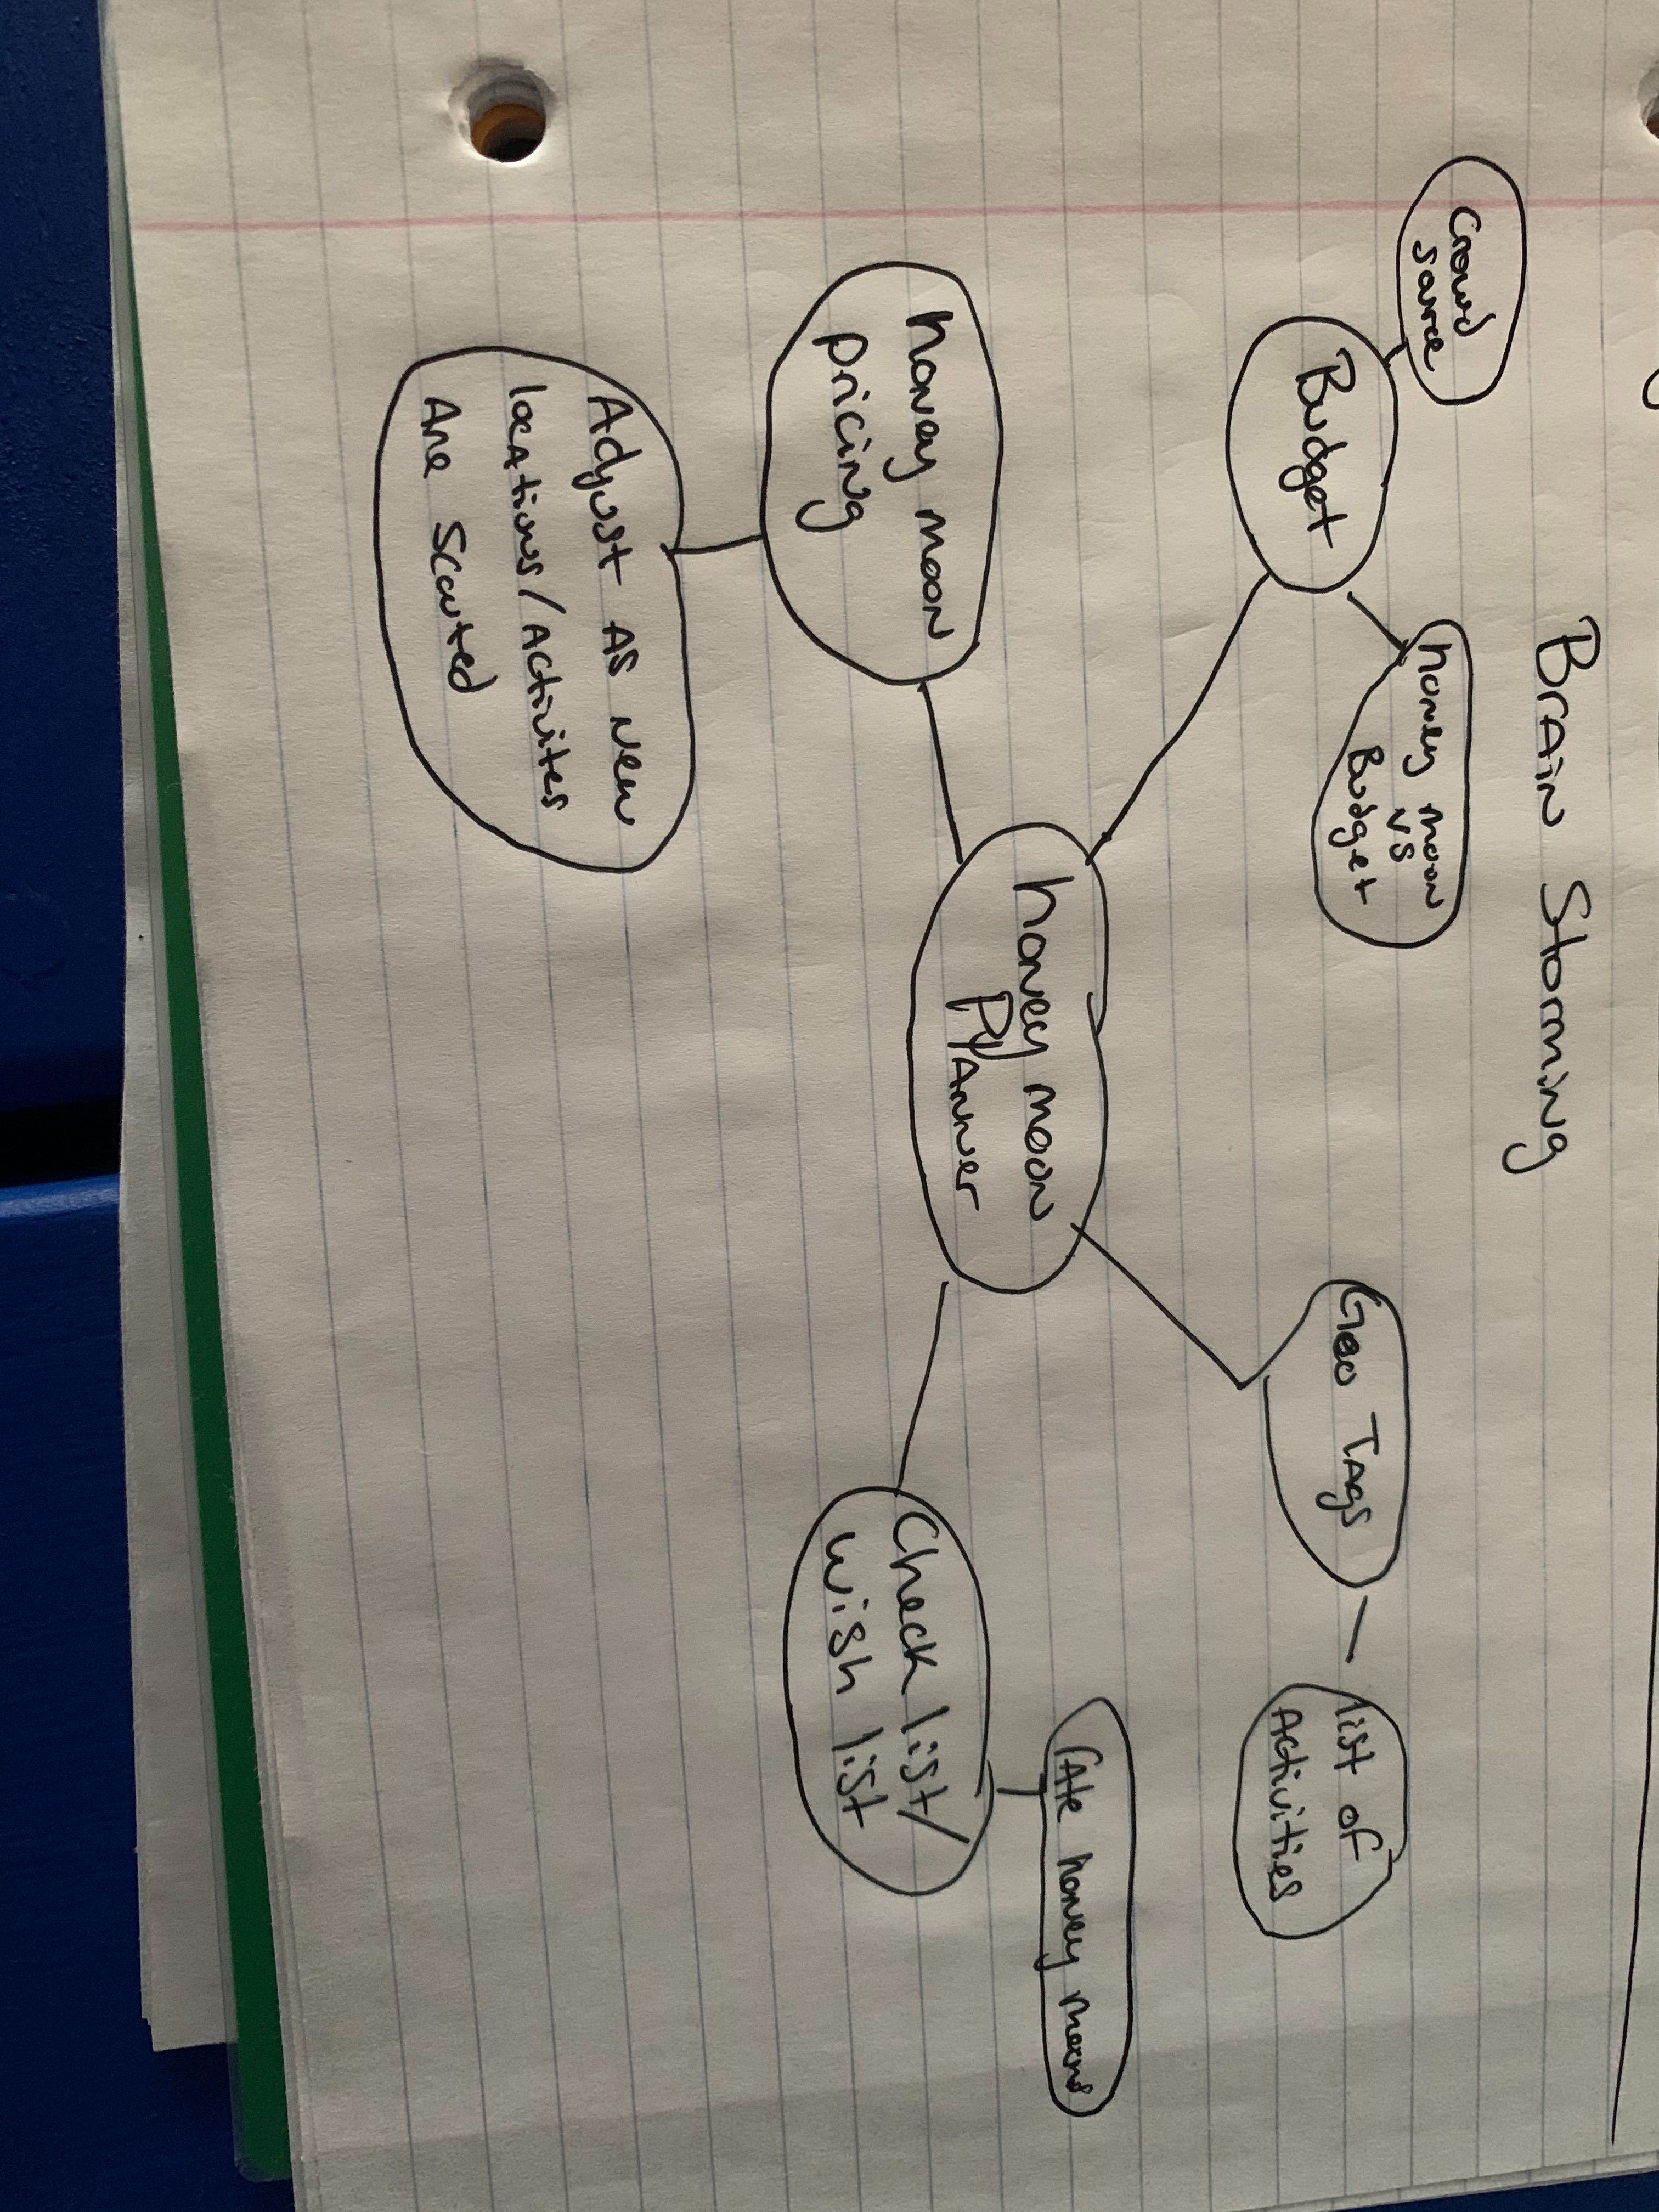 Brain Storming
Crowd
source
Budget
honey moon
vs
Budget
Geo Tags
list of
Activities
honey moon
pricing
honey moon
Planner
rate honey moons
Check list/
wish list
Adjust as new
locations/activites
Are scouted